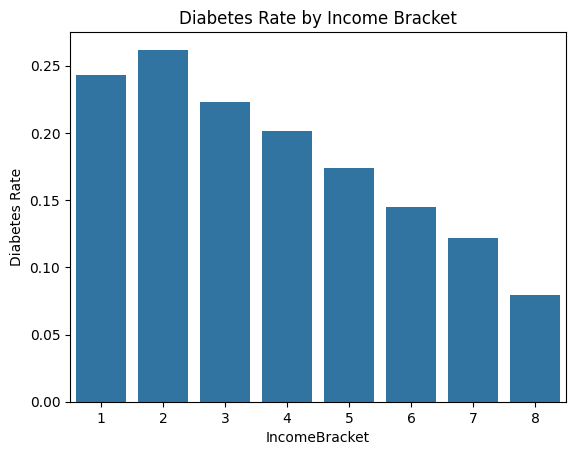 Diabetes Rate by Income Bracket
0.25
0.20
0.15
0.10
0.05
0.00
Diabetes Rate
1 2 3 4 5 6 7 8
IncomeBracket